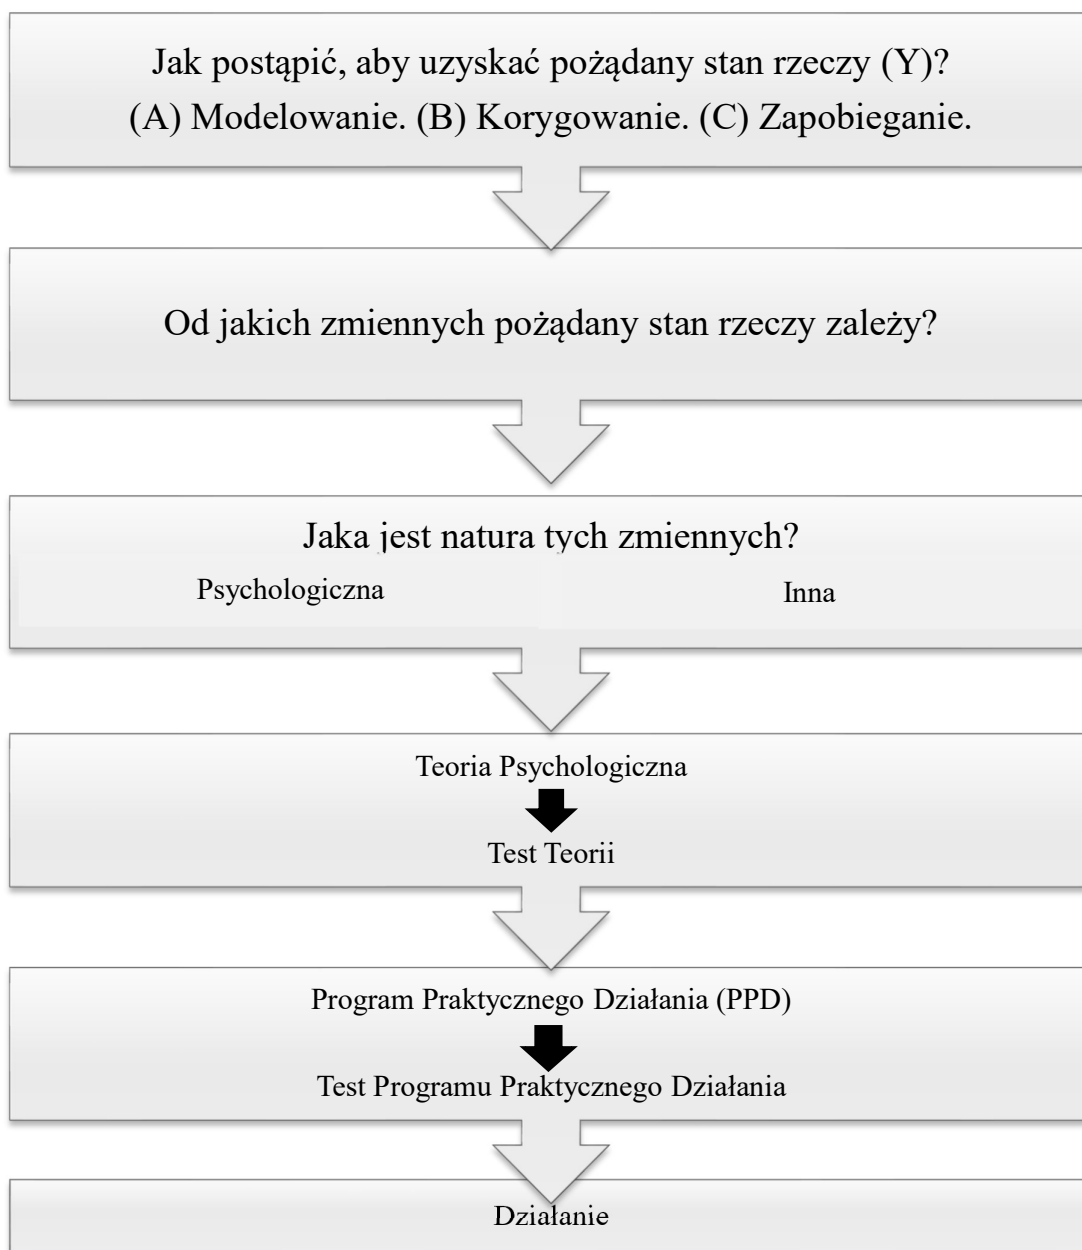 Jak postąpić, aby uzyskać pożądany stan rzeczy (Y)?
(A) Modelowanie. (B) Korygowanie. (C) Zapobieganie.
Od jakich zmiennych pożądany stan rzeczy zależy?
Jaka jest natura tych zmiennych?
Psychologiczna
Inna
Teoria Psychologiczna
Test Teorii
Program Praktycznego Działania (PPD)
Test Programu Praktycznego Działania
Działanie